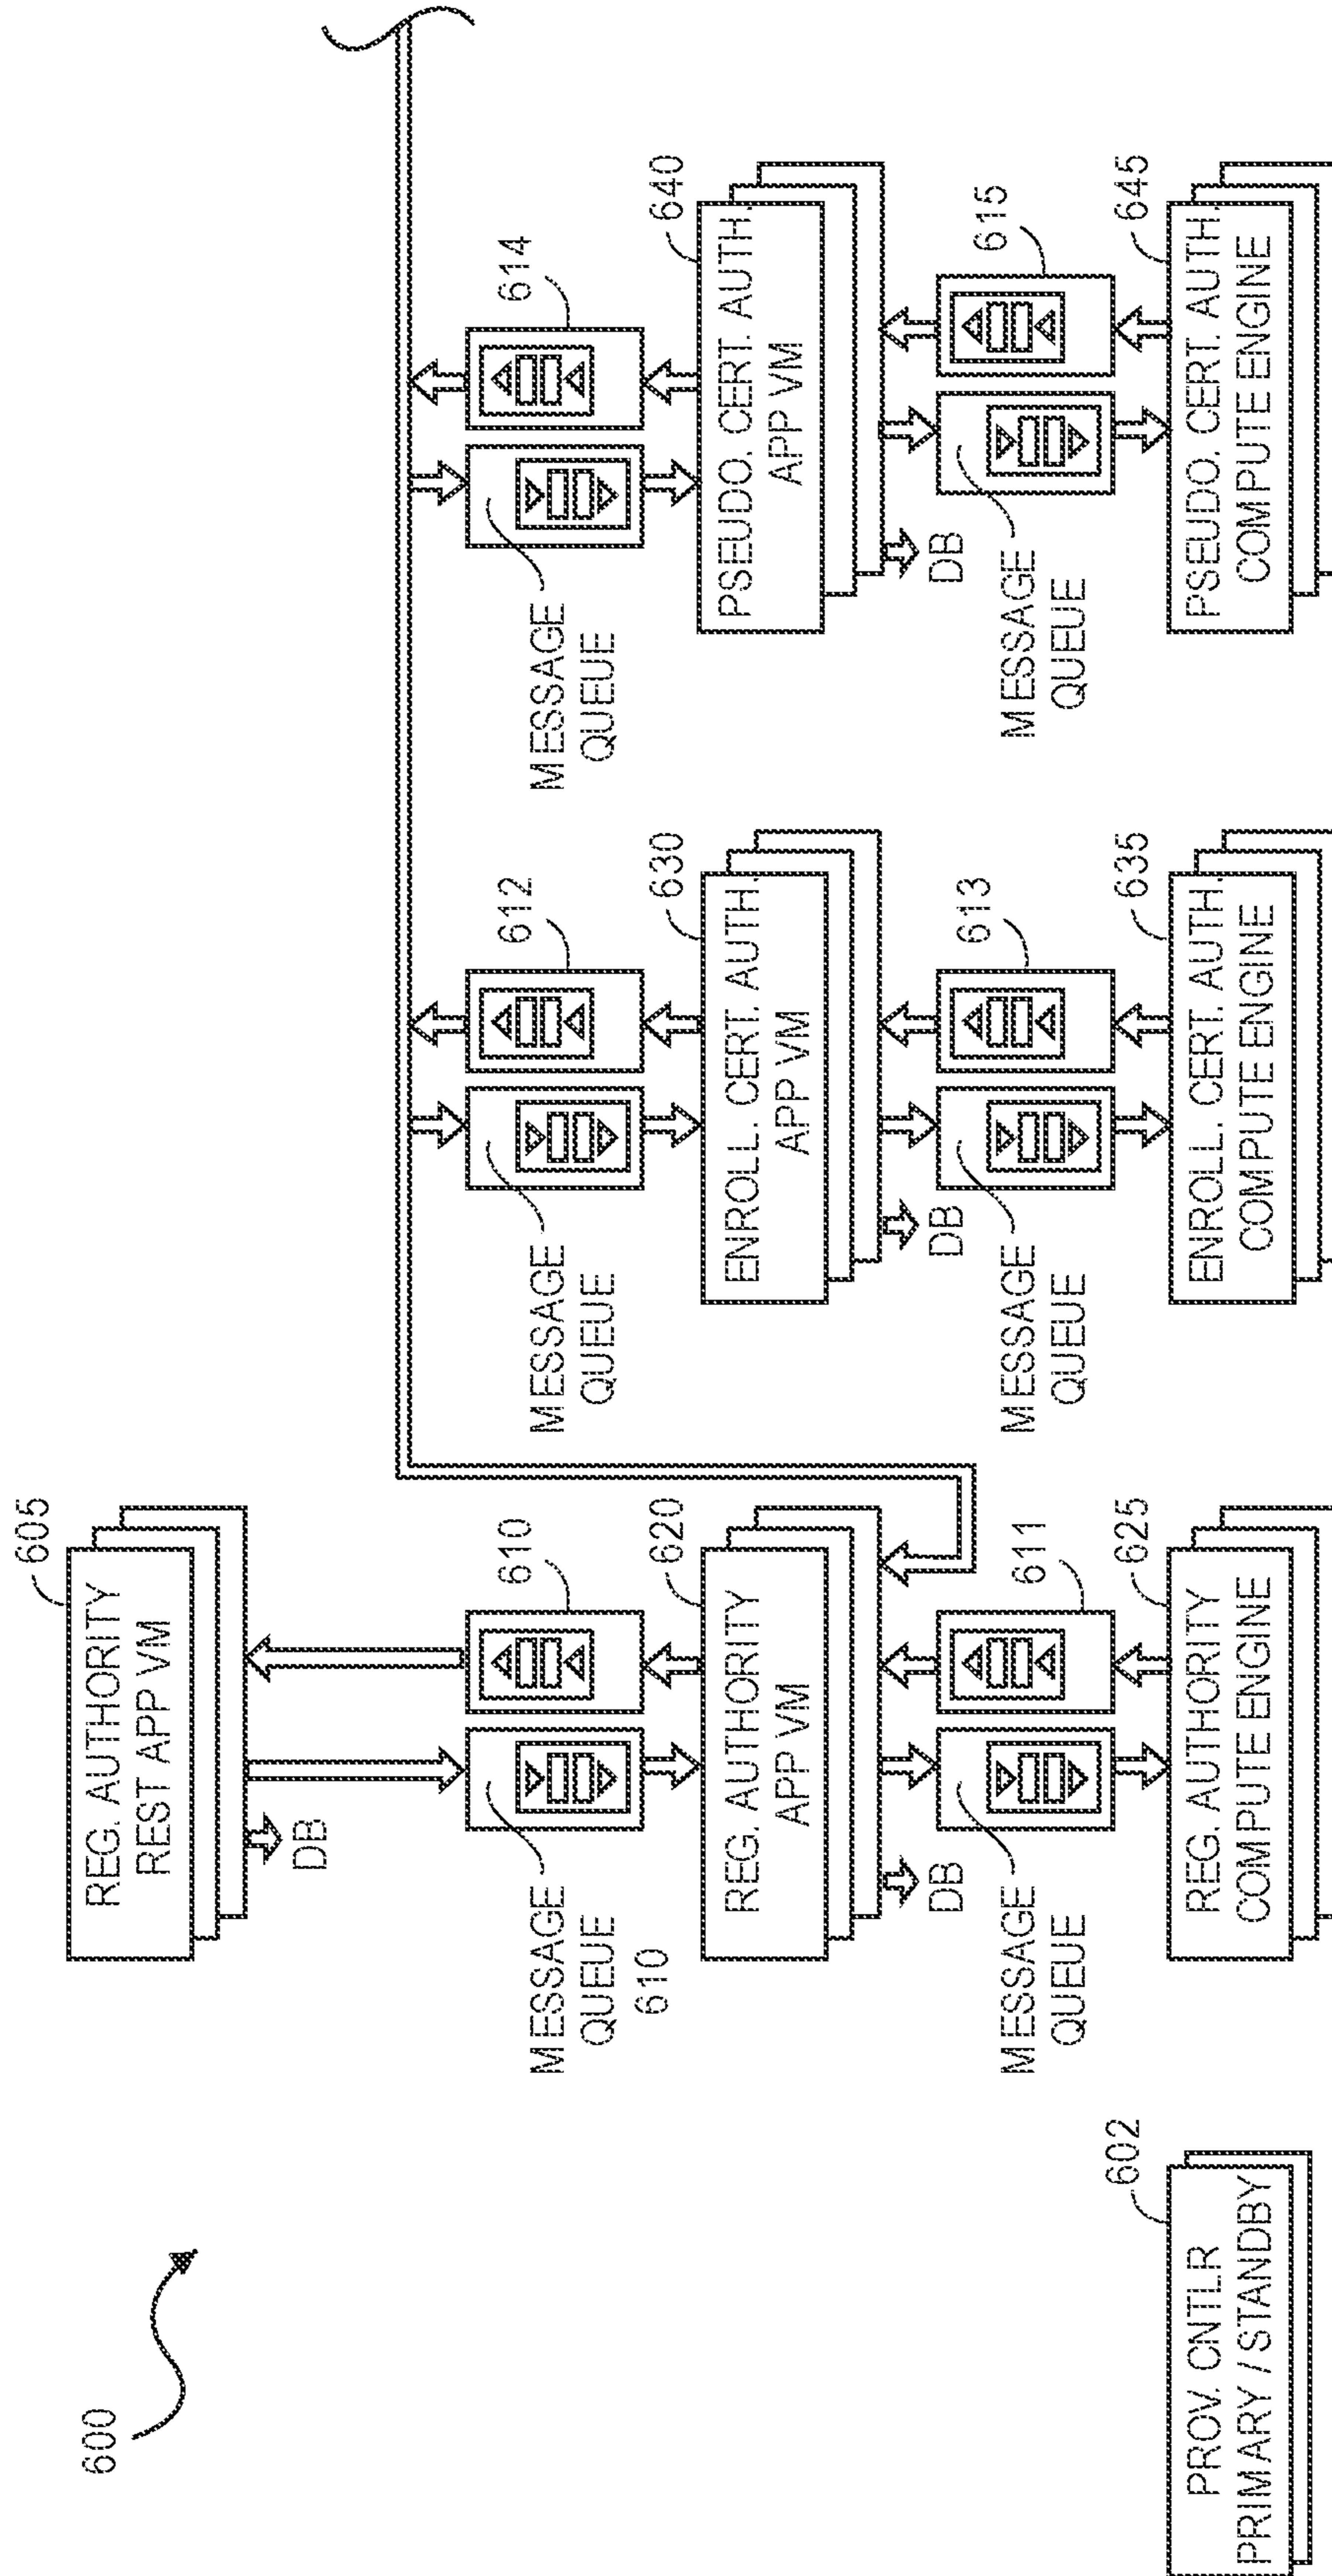 600
605
REG. AUTHORITY
REST APP VM
DB
610
MESSAGE
QUEUE
610
612
MESSAGE
QUEUE
614
MESSAGE
QUEUE
620
REG. AUTHORITY
APP VM
DB
630
ENROLL. CERT. AUTH.
APP VM
DB
640
PSEUDO. CERT. AUTH.
APP VM
DB
611
MESSAGE
QUEUE
613
MESSAGE
QUEUE
615
MESSAGE
QUEUE
602
PROV. CNTLR
PRIMARY / STANDBY
625
REG. AUTHORITY
COMPUTE ENGINE
635
ENROLL. CERT. AUTH.
COMPUTE ENGINE
645
PSEUDO. CERT. AUTH.
COMPUTE ENGINE